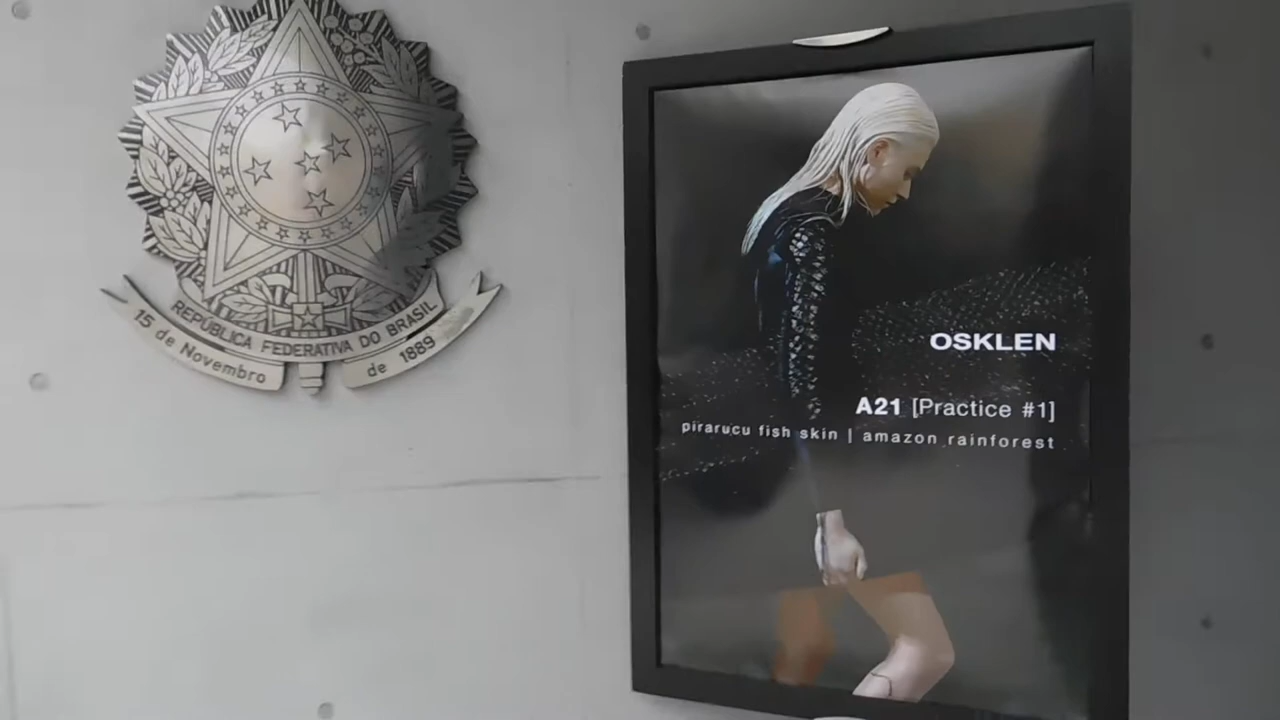 REPÚBLICA FEDERATIVA DO BRASIL
15 de Novembro de 1889
OSKLEN
A21 [Practice #1]
pirarucu fish skin | amazon rainforest